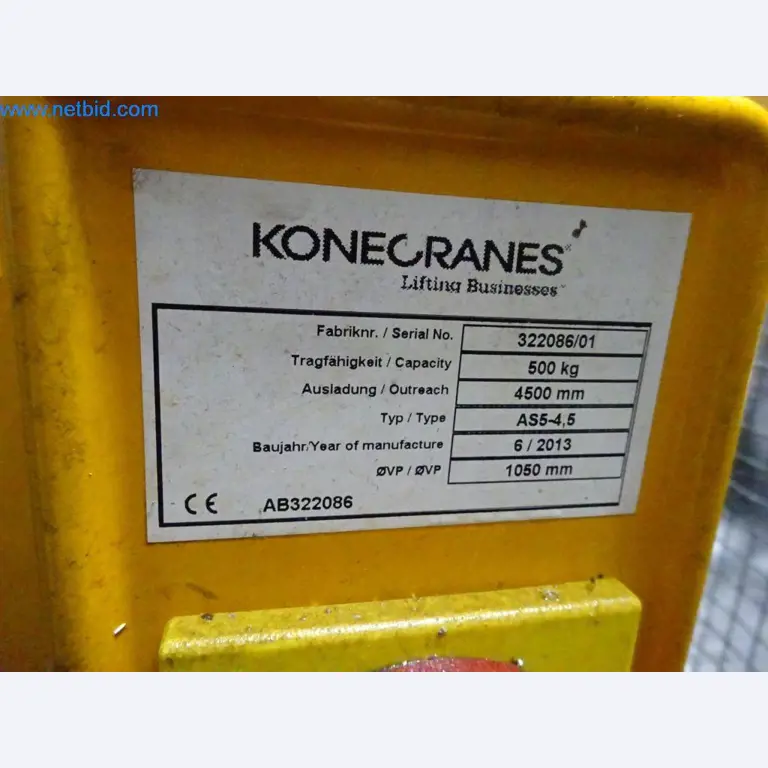 www.netbid.com
KONECRANES®
Lifting Businesses™
Fabriknr. / Serial No. 322086/01
Tragfähigkeit / Capacity 500 kg
Ausladung / Outreach 4500 mm
Typ / Type AS5-4,5
Baujahr/Year of manufacture 6 / 2013
ØVP / ØVP 1050 mm
CE AB322086